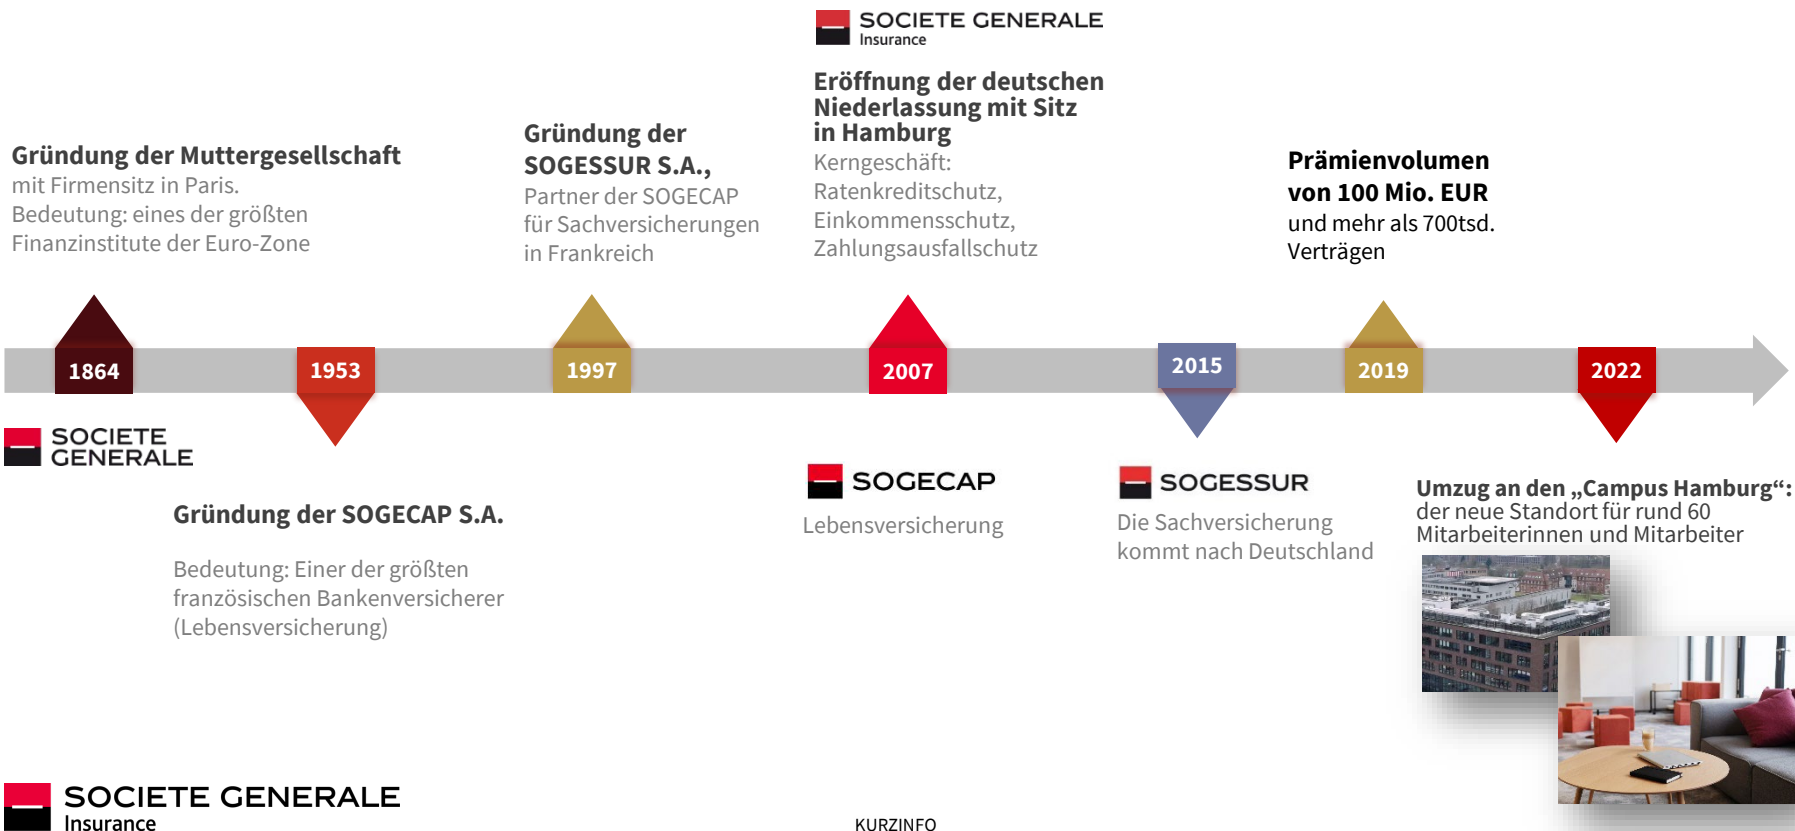 SOCIETE GENERALE
Insurance
Eröffnung der deutschen
Niederlassung mit Sitz
in Hamburg
Kerngeschäft:
Ratenkreditschutz,
Einkommensschutz,
Zahlungsausfallschutz
Gründung der Muttergesellschaft
mit Firmensitz in Paris.
Bedeutung: eines der größten
Finanzinstitute der Euro-Zone
Gründung der
SOGESSUR S.A.,
Partner der SOGECAP
für Sachversicherungen
in Frankreich
Prämienvolumen
von 100 Mio. EUR
und mehr als 700tsd.
Verträgen
1864
1953
1997
2007
2015
2019
2022
SOCIETE
GENERALE
Gründung der SOGECAP S.A.
Bedeutung: Einer der größten
französischen Bankenversicherer
(Lebensversicherung)
SOGECAP
Lebensversicherung
SOGESSUR
Die Sachversicherung
kommt nach Deutschland
Umzug an den „Campus Hamburg“:
der neue Standort für rund 60
Mitarbeiterinnen und Mitarbeiter
SOCIETE GENERALE
Insurance
KURZINFO